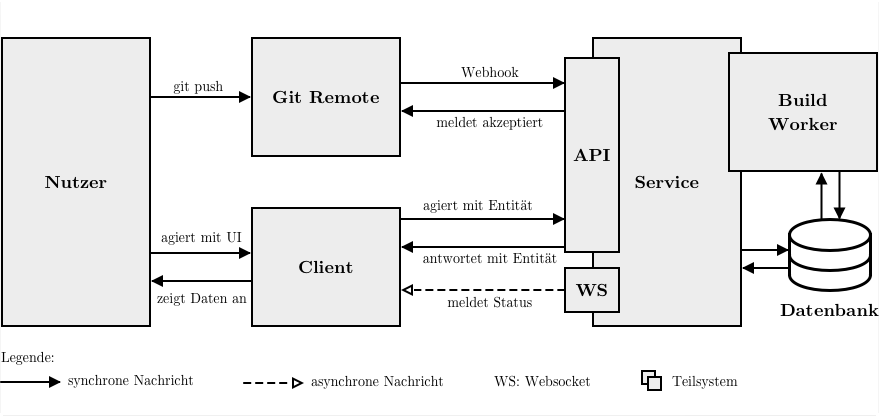 Nutzer
git push
Git Remote
Webhook
meldet akzeptiert
API
Service
Build
Worker
agiert mit UI
zeigt Daten an
Client
agiert mit Entität
antwortet mit Entität
meldet Status
WS
Datenbank
Legende:
synchrone Nachricht
asynchrone Nachricht
WS: Websocket
Teilsystem